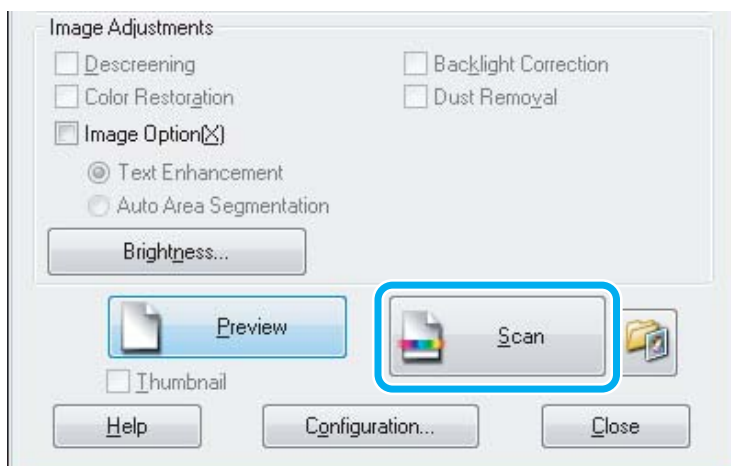 Image Adjustments
Descreening
Backlight Correction
Color Restoration
Dust Removal
Image Option(X)
Text Enhancement
Auto Area Segmentation
Brightness...
Preview
Scan
Thumbnail
Help
Configuration...
Close